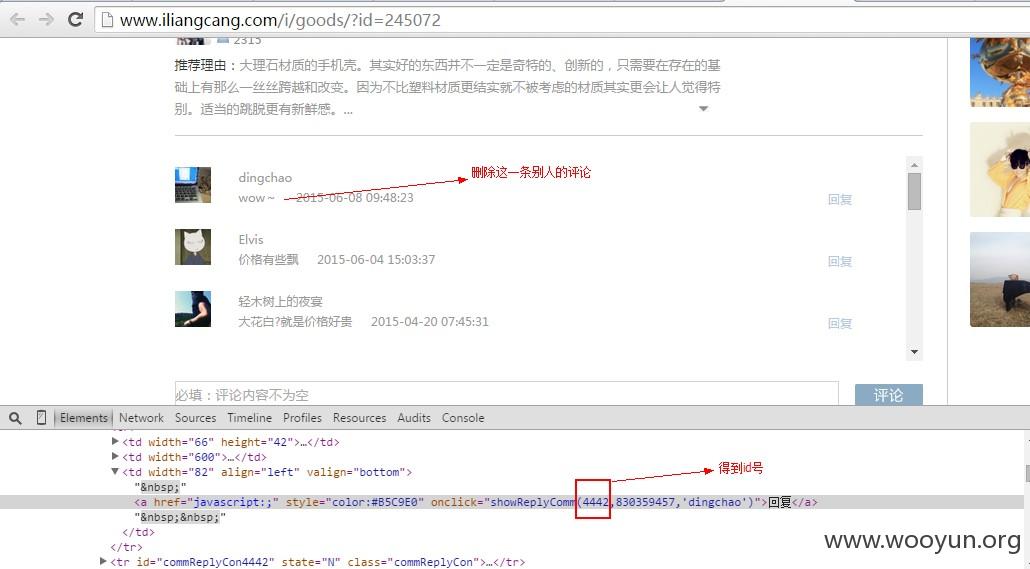 www.iliangcang.com/i/goods/?id=245072
2315
推荐理由：大理石材质的手机壳。其实好的东西并不一定是奇特的、创新的，只需要在存在的基
础上有那么一丝丝跨越和改变。因为不比塑料材质更结实就不被考虑的材质其实更会让人觉得特
别。适当的跳脱更有新鲜感。...
dingchao
删除这一条别人的评论
wow～ 2015-06-08 09:48:23
回复
Elvis
价格有些飘 2015-06-04 15:03:37
回复
轻木树上的夜宴
大花白?就是价格好贵 2015-04-20 07:45:31
回复
必填：评论内容不为空
评论
Elements Network Sources Timeline Profiles Resources Audits Console
<td width="66" height="42">…</td>
<td width="600">…</td>
<td width="82" align="left" valign="bottom">
得到id号
"&nbsp;"
<a href="javascript:;" style="color:#B5C9E0" onclick="showReplyComm(4442,830359457,'dingchao')">回复</a>
"&nbsp;&nbsp;"
</td>
</tr>
<tr id="commReplyCon4442" state="N" class="commReplyCon">…</tr>
www.wooyun.org